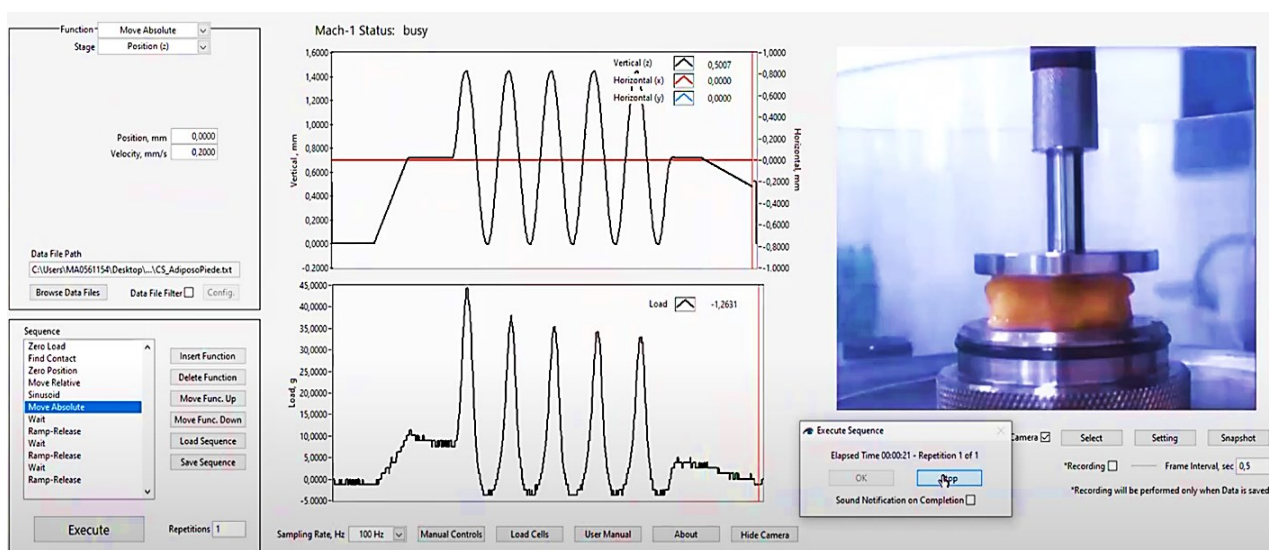 Function Move Absolute
Stage Position (z)
Position, mm 0,0000
Velocity, mm/s 0,2000
Data File Path
C:\Users\MA0561154\Desktop\...\CS_AdiposoPiede.txt
Browse Data Files Data File Filter Config.
Sequence
Zero Load
Find Contact
Zero Position
Move Relative
Sinusoid
Move Absolute
Wait
Ramp-Release
Wait
Ramp-Release
Wait
Ramp-Release
Insert Function
Delete Function
Move Func. Up
Move Func. Down
Load Sequence
Save Sequence
Execute Repetitions 1
Mach-1 Status: busy
Vertical, mm
1,6000
1,4000
1,2000
1,0000
0,8000
0,6000
0,4000
0,2000
0,0000
-0.2000
Vertical (z) 0,5007
Horizontal (x) 0,0000
Horizontal (y) 0,0000
1,0000
0,8000
0,6000
0,4000
0,2000
0,0000
-0,2000
-0,4000
-0,6000
-0,8000
-1.0000
Horizontal, mm
Load, g
45,0000
40,0000
35,0000
30,0000
25,0000
20,0000
15,0000
10,0000
5,0000
0,0000
-5.0000
Load -1,2631
Sampling Rate, Hz 100 Hz Manual Controls Load Cells User Manual About Hide Camera
Execute Sequence
Elapsed Time 00:00:21 - Repetition 1 of 1
OK
Sound Notification on Completion
Camera Select Setting Snapshot
*Recording Frame Interval, sec 0,5
*Recording will be performed only when Data is saved